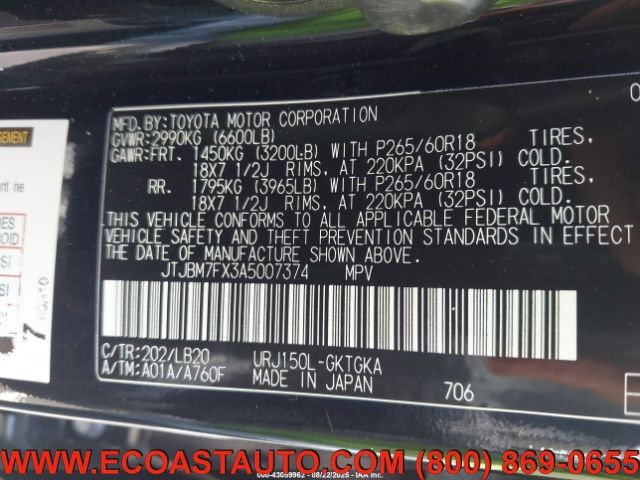 MFD.BY:TOYOTA MOTOR CORPORATION
GVWR:2990KG (6600LB)
GAWR:FRT. 1450KG (3200LB) WITH P265/60R18 TIRES,
18X7 1/2J RIMS, AT 220KPA (32PSI) COLD.
RR. 1795KG (3965LB) WITH P265/60R18 TIRES,
18X7 1/2J RIMS, AT 220KPA (32PSI) COLD.
THIS VEHICLE CONFORMS TO ALL APPLICABLE FEDERAL MOTOR
VEHICLE SAFETY AND THEFT PREVENTION STANDARDS IN EFFECT
THE DATE OF MANUFACTURE SHOWN ABOVE.
JTJBM7FX3A5007374 MPV
C/TR:202/LB20 URJ150L-GKTGKA
A/TM:A01A/A760F MADE IN JAPAN 706
WWW.ECOASTAUTO.COM (800) 869-0655